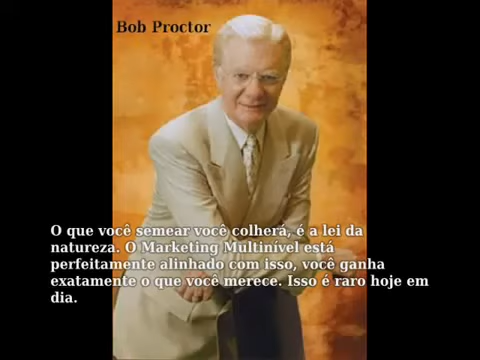 Bob Proctor
O que você semear você colherá, é a lei da
natureza. O Marketing Multinível está
perfeitamente alinhado com isso, você ganha
exatamente o que você merece. Isso é raro hoje em
dia.